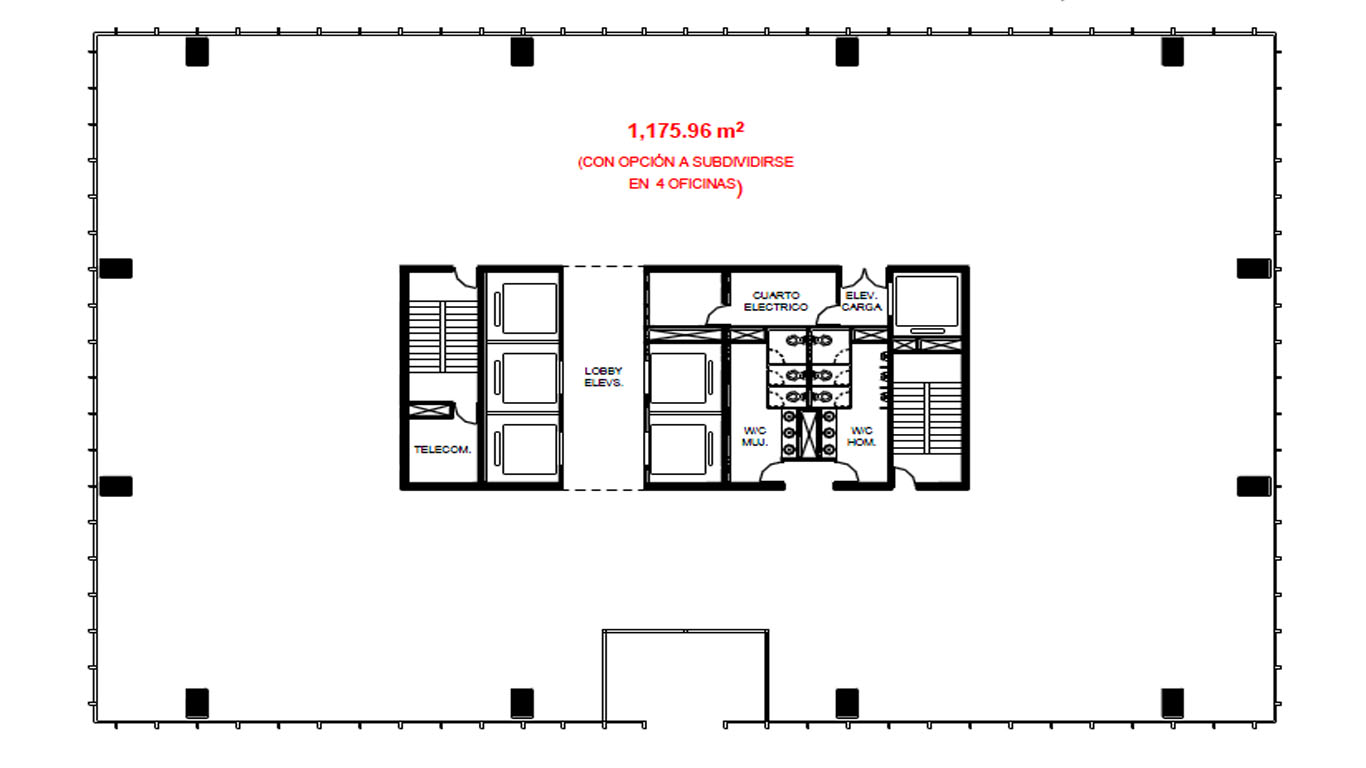 1,175.96 m²
(CON OPCIÓN A SUBDIVIDIRSE
EN 4 OFICINAS)
CUARTO
ELECTRICO
ELEV.
CARGA
LOBBY
ELEVS.
W/C
MUJ.
W/C
HOM.
TELECOM.